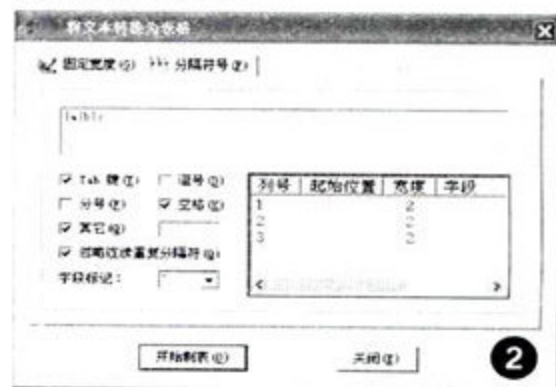 将文本转换为表格
固定宽度(S) 分隔符号(P)
Tab 键(T) 逗号(Q)
分号(F) 空格(K)
其它(Q)
忽略连续重复分隔符(Q)
字段标记：
列号 起始位置 宽度 字段
1 2
2 2
3 2
开始制表(Q) 关闭(E)
2